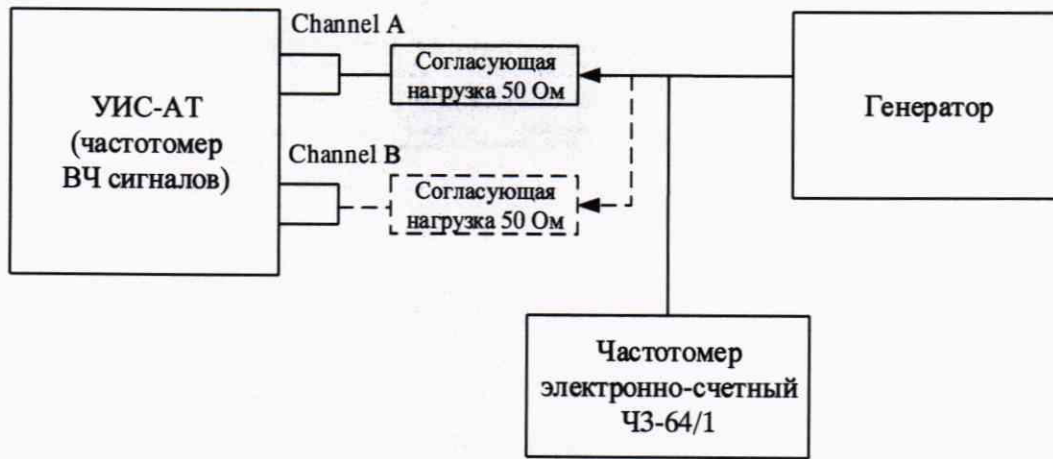 Channel A
Согласующая
нагрузка 50 Ом
УИС-АТ
(частотомер
ВЧ сигналов)
Генератор
Channel B
Согласующая
нагрузка 50 Ом
Частотомер
электронно-счетный
ЧЗ-64/1